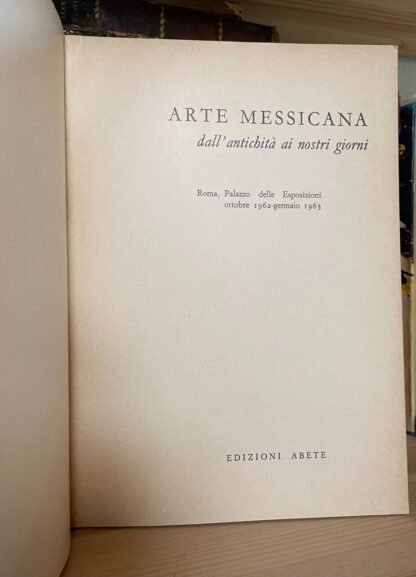 ARTE MESSICANA
dall'antichità ai nostri giorni
Roma, Palazzo delle Esposizioni
ottobre 1962-gennaio 1963
EDIZIONI ABETE